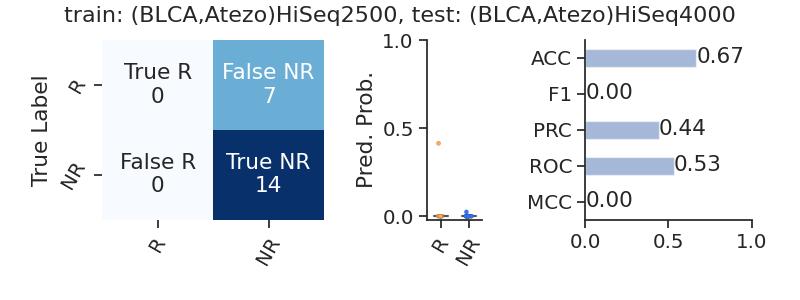 train: (BLCA,Atezo)HiSeq2500, test: (BLCA,Atezo)HiSeq4000
True Label
R
NR
True R
0
False NR
7
False R
0
True NR
14
R
NR
Pred. Prob.
1.0
0.5
0.0
R
NR
ACC
0.67
F1
0.00
PRC
0.44
ROC
0.53
MCC
0.00
0.0
0.5
1.0